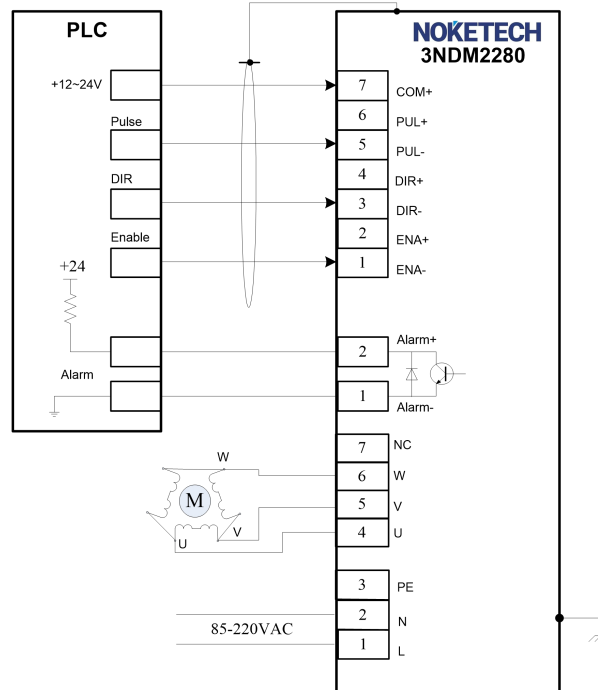 PLC
NOKETECH
3NDM2280
+12~24V
7 COM+
6 PUL+
Pulse
5 PUL-
4 DIR+
DIR
3 DIR-
2 ENA+
Enable
1 ENA-
+24
2 Alarm+
Alarm
1 Alarm-
7 NC
W
6 W
M
5 V
U V
4 U
3 PE
2 N
85-220VAC
1 L